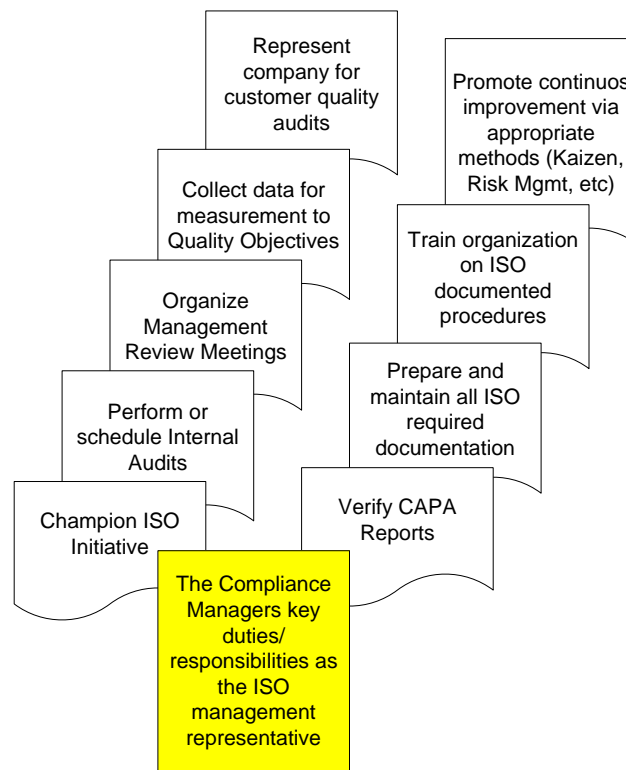 Represent
company for
customer quality
audits
Collect data for
measurement to
Quality Objectives
Organize
Management
Review Meetings
Perform or
schedule Internal
Audits
Champion ISO
Initiative
Promote continuos
improvement via
appropriate
methods (Kaizen,
Risk Mgmt, etc)
Train organization
on ISO
documented
procedures
Prepare and
maintain all ISO
required
documentation
Verify CAPA
Reports
The Compliance
Managers key
duties/
responsibilities as
the ISO
management
representative